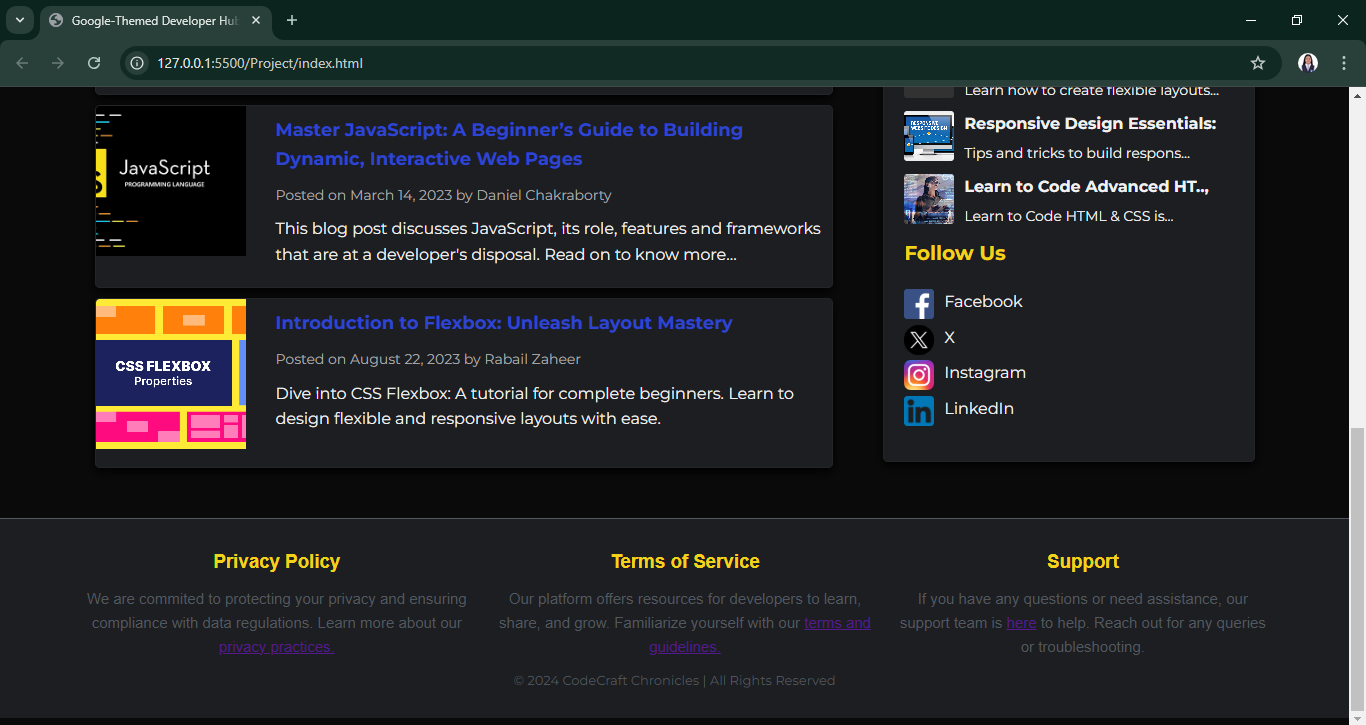 Google-Themed Developer Hub
127.0.0.1:5500/Project/index.html
JavaScript
PROGRAMMING LANGUAGE
Master JavaScript: A Beginner’s Guide to Building
Dynamic, Interactive Web Pages
Posted on March 14, 2023 by Daniel Chakraborty
This blog post discusses JavaScript, its role, features and frameworks
that are at a developer's disposal. Read on to know more...
CSS FLEXBOX
Properties
Introduction to Flexbox: Unleash Layout Mastery
Posted on August 22, 2023 by Rabail Zaheer
Dive into CSS Flexbox: A tutorial for complete beginners. Learn to
design flexible and responsive layouts with ease.
Learn how to create flexible layouts...
RESPONSIVE
WEBSITE DESIGN
Responsive Design Essentials:
Tips and tricks to build respons...
Learn to Code Advanced HT..,
Learn to Code HTML & CSS is...
Follow Us
Facebook
X
Instagram
LinkedIn
Privacy Policy
We are commited to protecting your privacy and ensuring
compliance with data regulations. Learn more about our
privacy practices.
Terms of Service
Our platform offers resources for developers to learn,
share, and grow. Familiarize yourself with our terms and
guidelines.
Support
If you have any questions or need assistance, our
support team is here to help. Reach out for any queries
or troubleshooting.
© 2024 CodeCraft Chronicles | All Rights Reserved